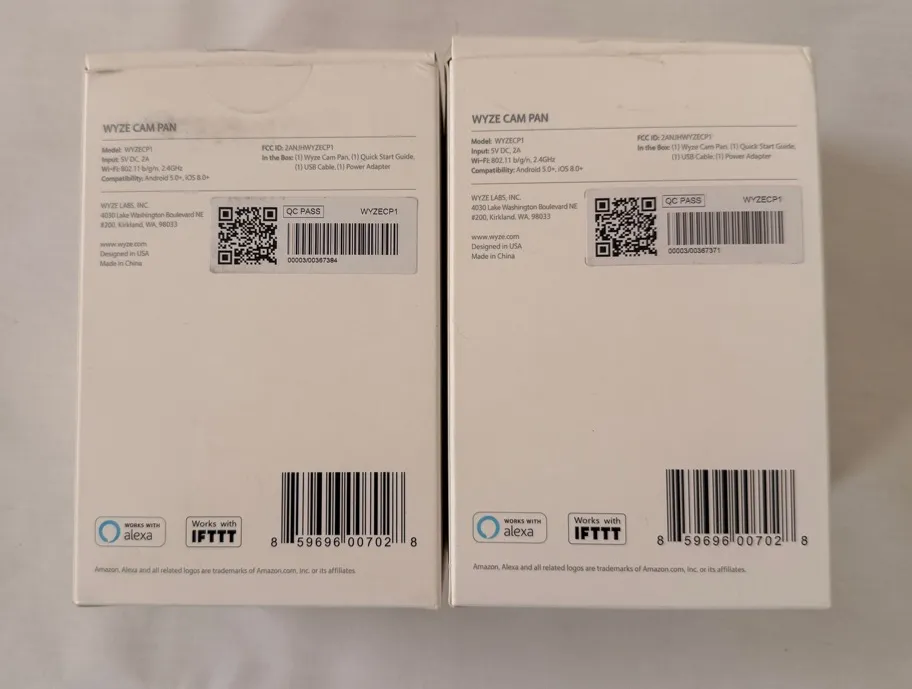 WYZE CAM PAN
Model: WYZECP1
Input: 5V DC, 2A
Wi-Fi: 802.11 b/g/n, 2.4GHz
Compatibility: Android 5.0+, iOS 8.0+
FCC ID: 2ANJHWYZECP1
In the Box: (1) Wyze Cam Pan, (1) Quick Start Guide,
(1) USB Cable, (1) Power Adapter
WYZE LABS, INC.
4030 Lake Washington Boulevard NE
#200, Kirkland, WA, 98033
www.wyze.com
Designed in USA
Made in China
QC PASS WYZECP1
00003/00367384
WORKS WITH
alexa
Works with
IFTTT
8 59696 00702 8
Amazon, Alexa and all related logos are trademarks of Amazon.com, Inc. or its affiliates.
WYZE CAM PAN
Model: WYZECP1
Input: 5V DC, 2A
Wi-Fi: 802.11 b/g/n, 2.4GHz
Compatibility: Android 5.0+, iOS 8.0+
FCC ID: 2ANJHWYZECP1
In the Box: (1) Wyze Cam Pan, (1) Quick Start Guide,
(1) USB Cable, (1) Power Adapter
WYZE LABS, INC.
4030 Lake Washington Boulevard NE
#200, Kirkland, WA, 98033
www.wyze.com
Designed in USA
Made in China
QC PASS WYZECP1
00003/00367371
WORKS WITH
alexa
Works with
IFTTT
8 59696 00702 8
Amazon, Alexa and all related logos are trademarks of Amazon.com, Inc. or its affiliates.